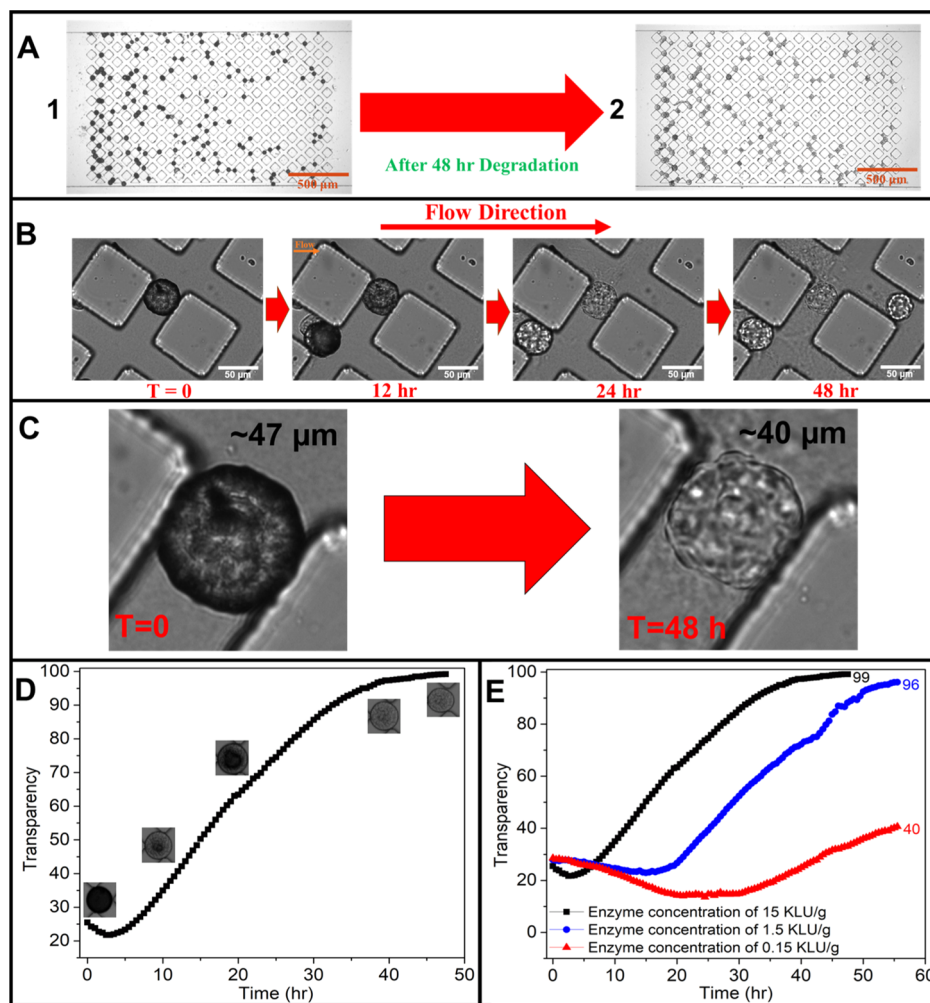 A
1
500 µm
After 48 hr Degradation
2
500 µm
B
Flow Direction
Flow
50 µm
50 µm
50 µm
50 µm
T = 0
12 hr
24 hr
48 hr
C
~47 µm
T=0
~40 µm
T=48 h
D
Transparency
100
90
80
70
60
50
40
30
20
0
10
20
30
40
50
Time (hr)
E
Transparency
100
80
60
40
20
0
99
96
40
Enzyme concentration of 15 KLU/g
Enzyme concentration of 1.5 KLU/g
Enzyme concentration of 0.15 KLU/g
0
10
20
30
40
50
60
Time (hr)